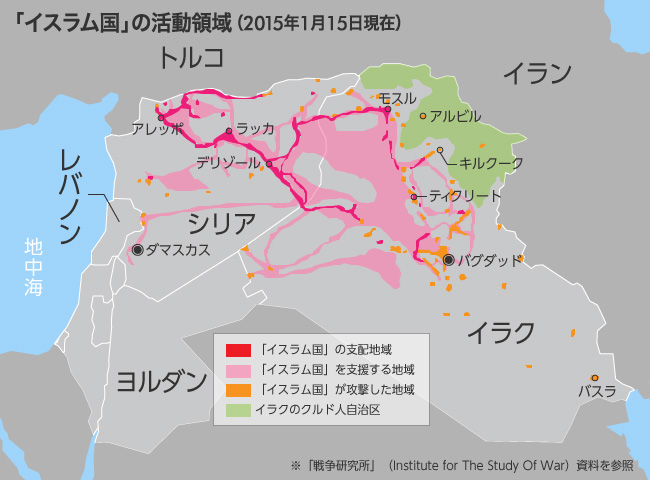 「イスラム国」の活動領域（2015年1月15日現在）
トルコ
イラン
モスル
アルビル
アレッポ
ラッカ
デリゾール
キルクーク
レバノン
ティクリート
シリア
地中海
ダマスカス
バグダッド
イラク
ヨルダン
「イスラム国」の支配地域
「イスラム国」を支援する地域
「イスラム国」が攻撃した地域
イラクのクルド人自治区
バスラ
※「戦争研究所」（Institute for The Study Of War）資料を参照